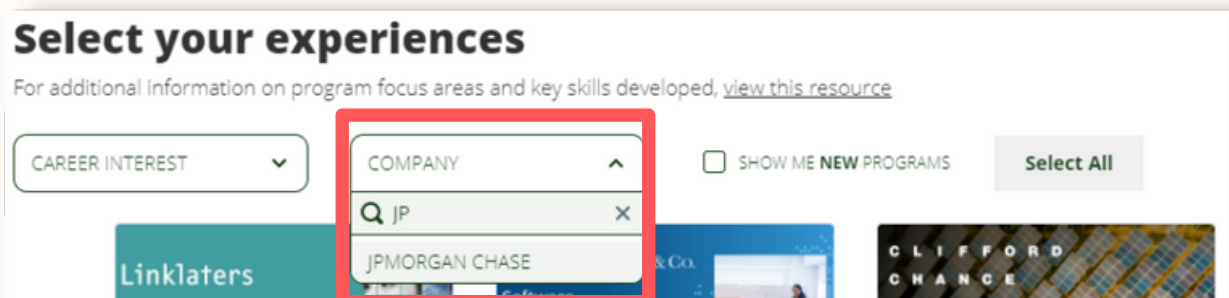 Select your experiences
For additional information on program focus areas and key skills developed, view this resource
CAREER INTEREST
COMPANY
SHOW ME NEW PROGRAMS
Select All
JP
JPMORGAN CHASE
Linklaters
& Co.
Software
CLIFFORD
CHANCE